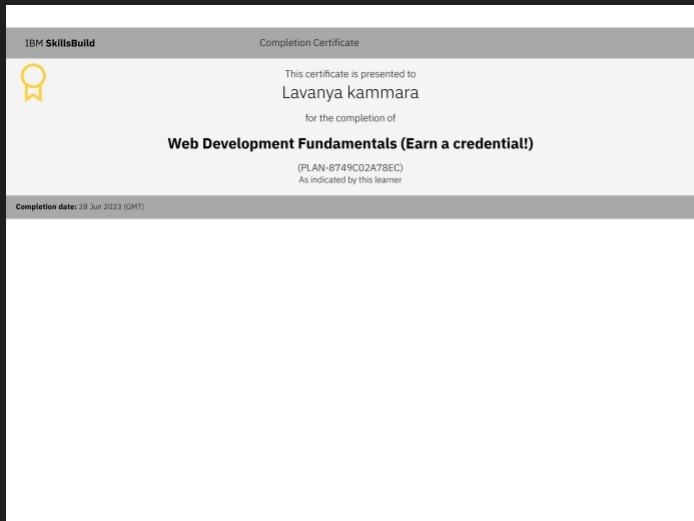 IBM SkillsBuild
Completion Certificate
This certificate is presented to
Lavanya kammara
for the completion of
Web Development Fundamentals (Earn a credential!)
(PLAN-8749C02A78EC)
As indicated by this learner
Completion date: 28 Jun 2023 (GMT)